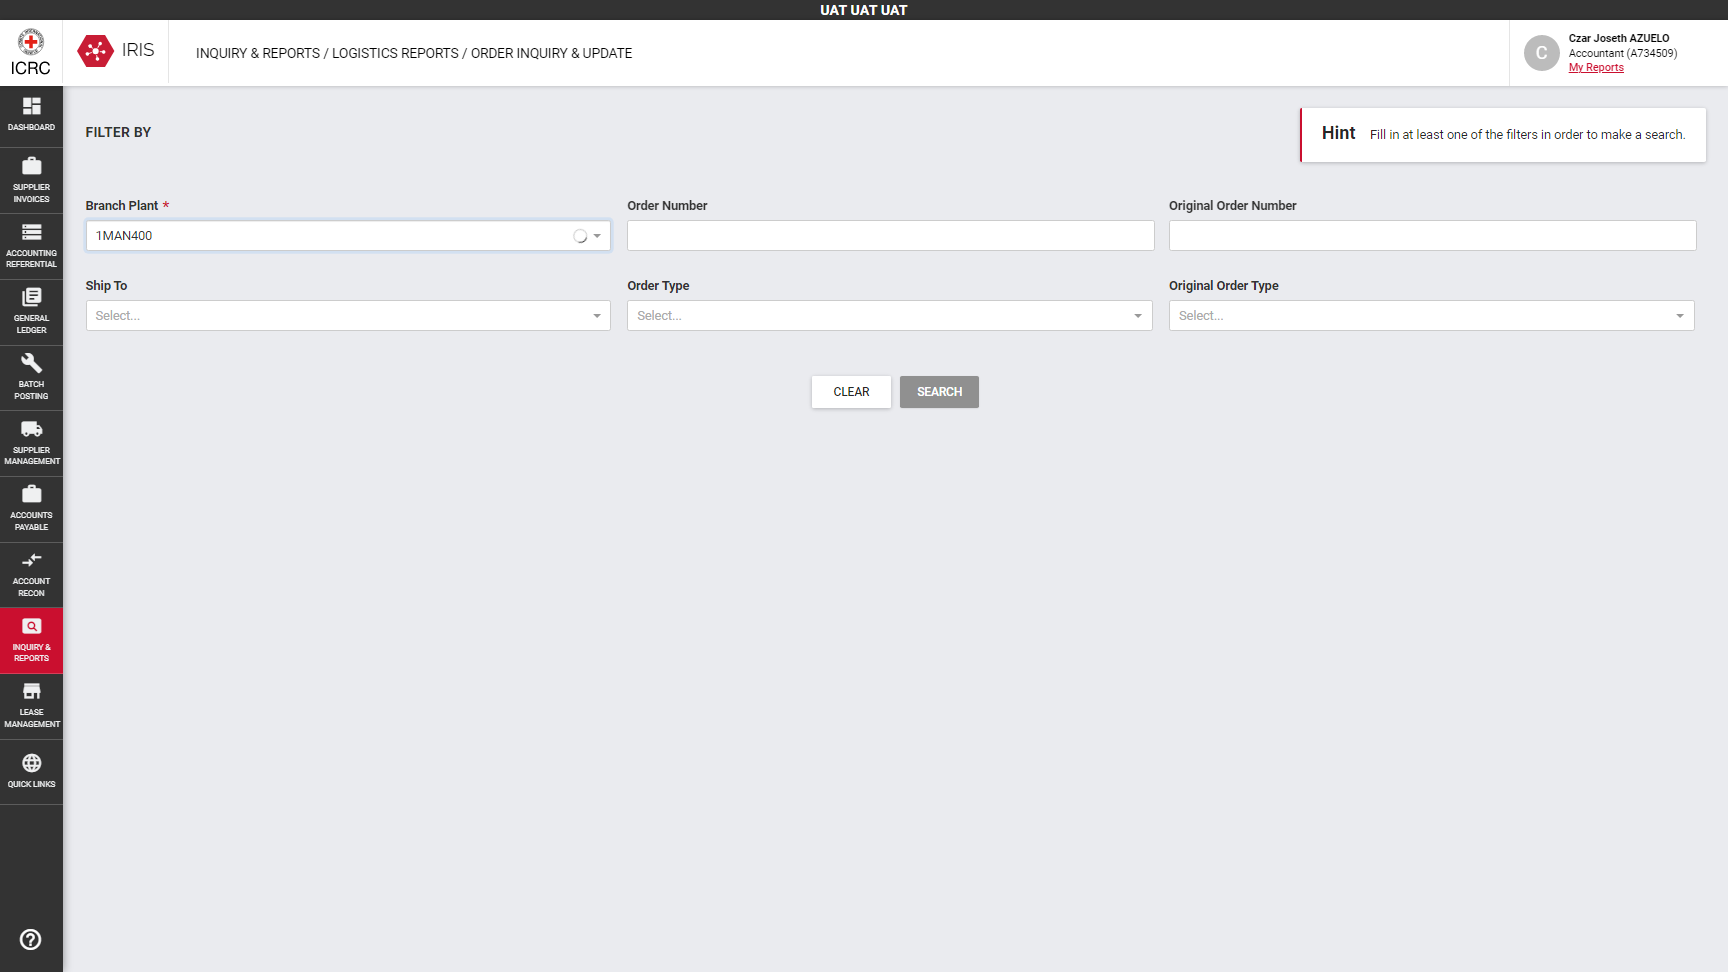 UAT UAT UAT
ICRC
IRIS
INQUIRY & REPORTS / LOGISTICS REPORTS / ORDER INQUIRY & UPDATE
C
Czar Joseth AZUELO
Accountant (A734509)
My Reports
DASHBOARD
SUPPLIER
INVOICES
ACCOUNTING
REFERENTIAL
GENERAL
LEDGER
BATCH
POSTING
SUPPLIER
MANAGEMENT
ACCOUNTS
PAYABLE
ACCOUNT
RECON
INQUIRY &
REPORTS
LEASE
MANAGEMENT
QUICK LINKS
FILTER BY
Hint Fill in at least one of the filters in order to make a search.
Branch Plant *
1MAN400
Order Number
Original Order Number
Ship To
Select...
Order Type
Select...
Original Order Type
Select...
CLEAR
SEARCH